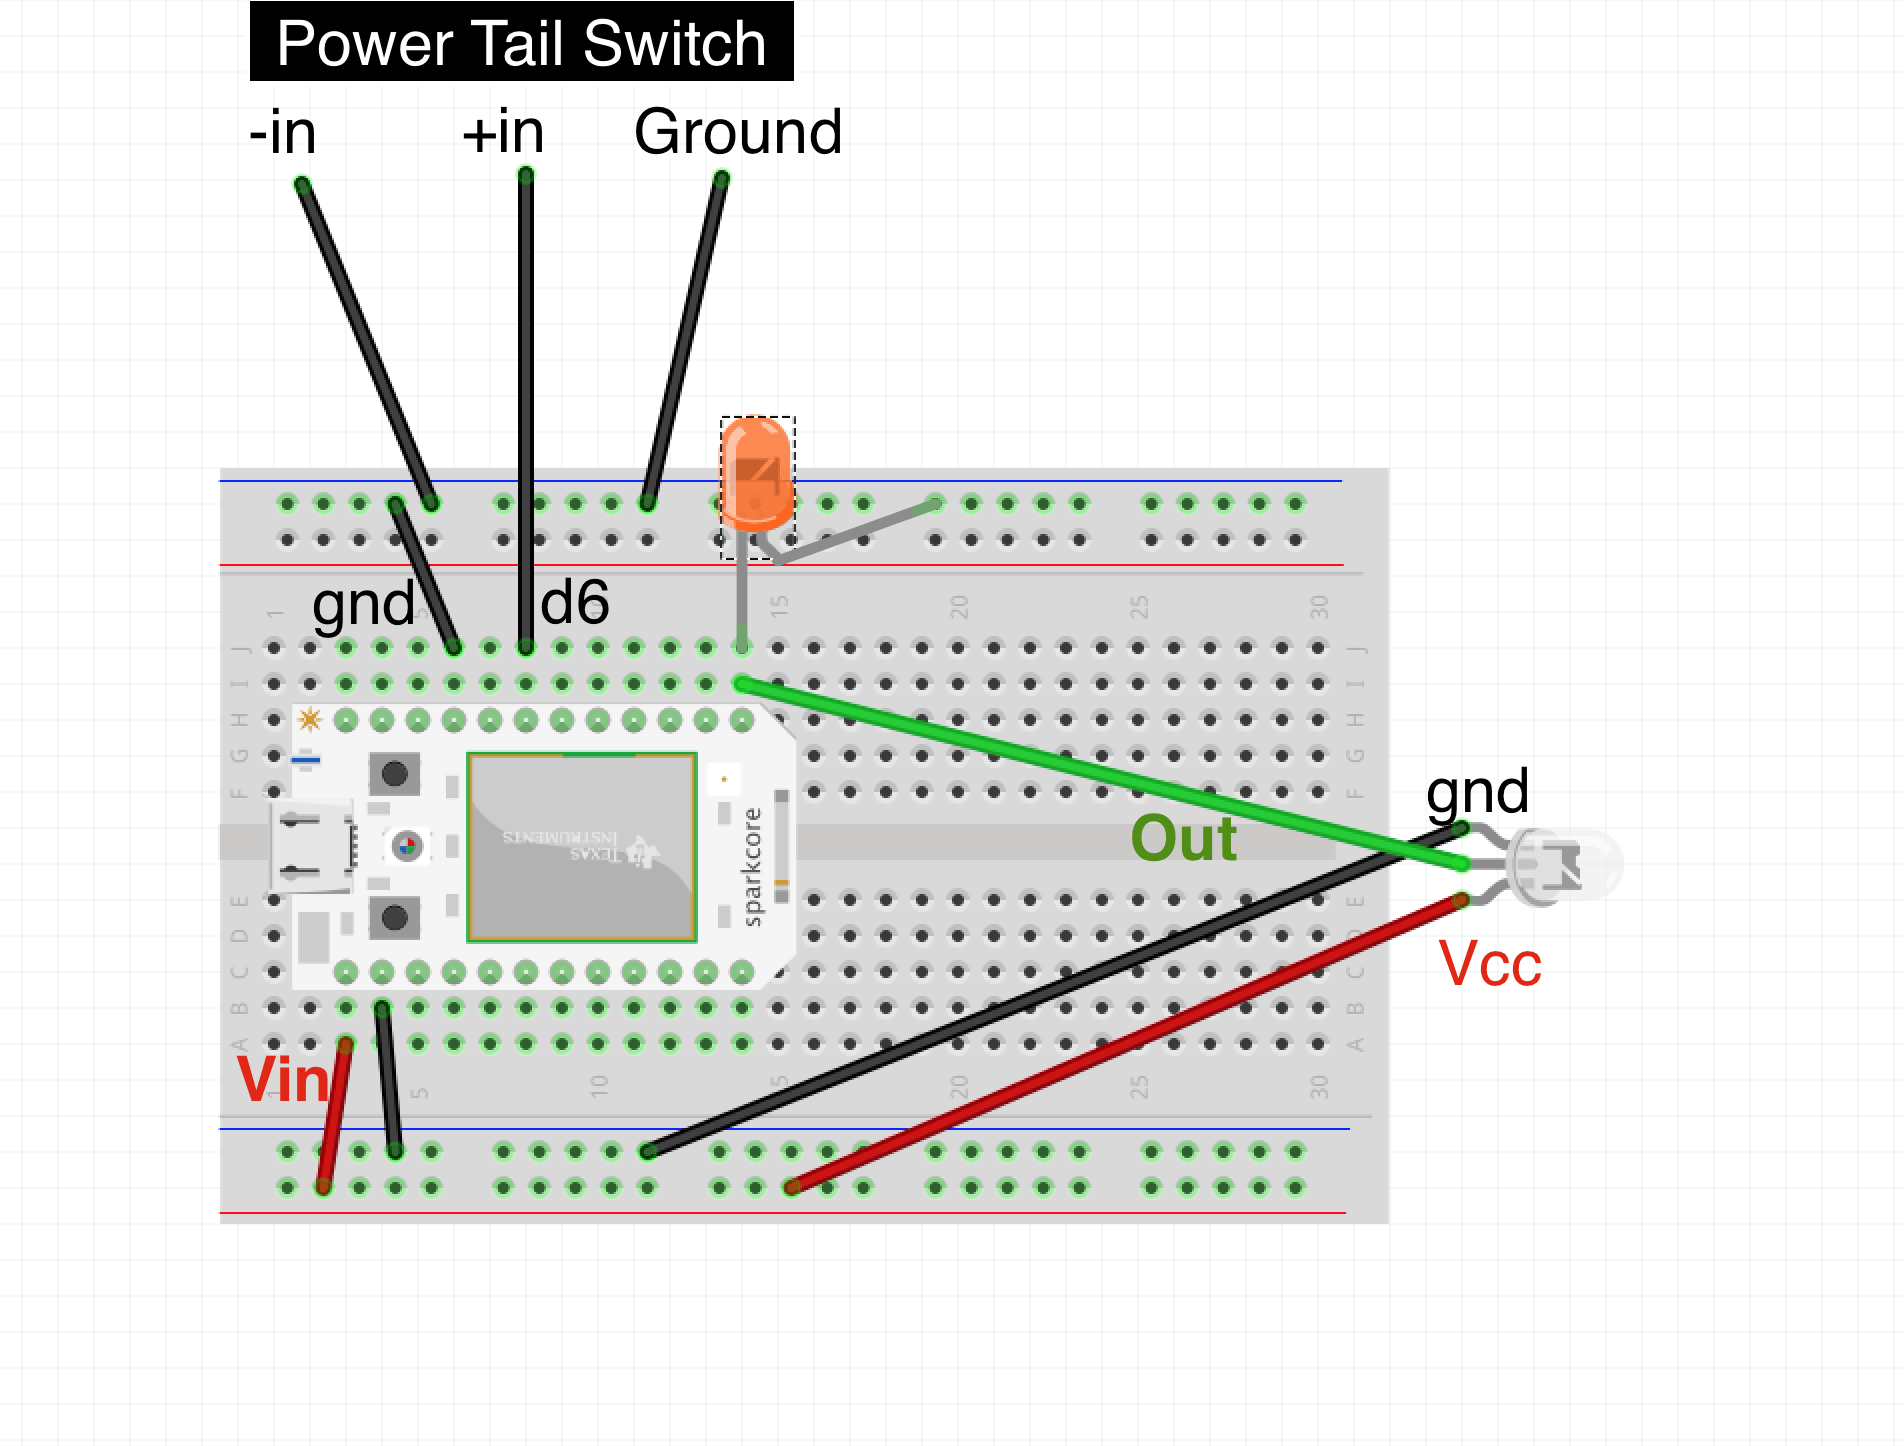 Power Tail Switch
-in +in Ground
gnd d6
1 15 20 25 30
J J
I I
H H
G G
F F
gnd
Out
TEXAS
INSTRUMENTS
sparkcore
E
D
C C
B B
A A
Vcc
Vin
5 10 5 20 25 30